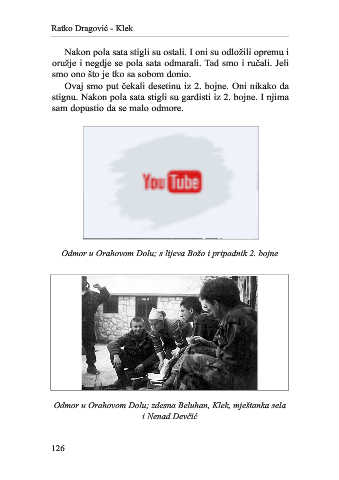 Ratko Dragović - Klek
Nakon pola sata stigli su ostali. I oni su odložili opremu i
oružje i negdje se pola sata odmarali. Tad smo i ručali. Jeli
smo ono što je tko sa sobom donio.
Ovaj smo put čekali desetinu iz 2. bojne. Oni nikako da
stignu. Nakon pola sata stigli su gardisti iz 2. bojne. I njima
sam dopustio da se malo odmore.
YouTube
Odmor u Orahovom Dolu; s lijeva Božo i pripadnik 2. bojne
Odmor u Orahovom Dolu; zdesna Beluhan, Klek, mještanka sela
i Nenad Devčić
126